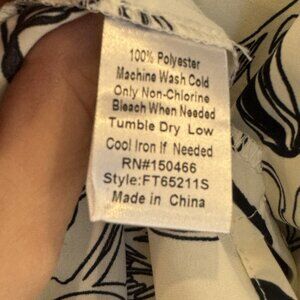 100% Polyester
Machine Wash Cold
Only Non-Chlorine
Bleach When Needed
Tumble Dry Low
Cool Iron If Needed
RN#150466
Style:FT65211S
Made in China